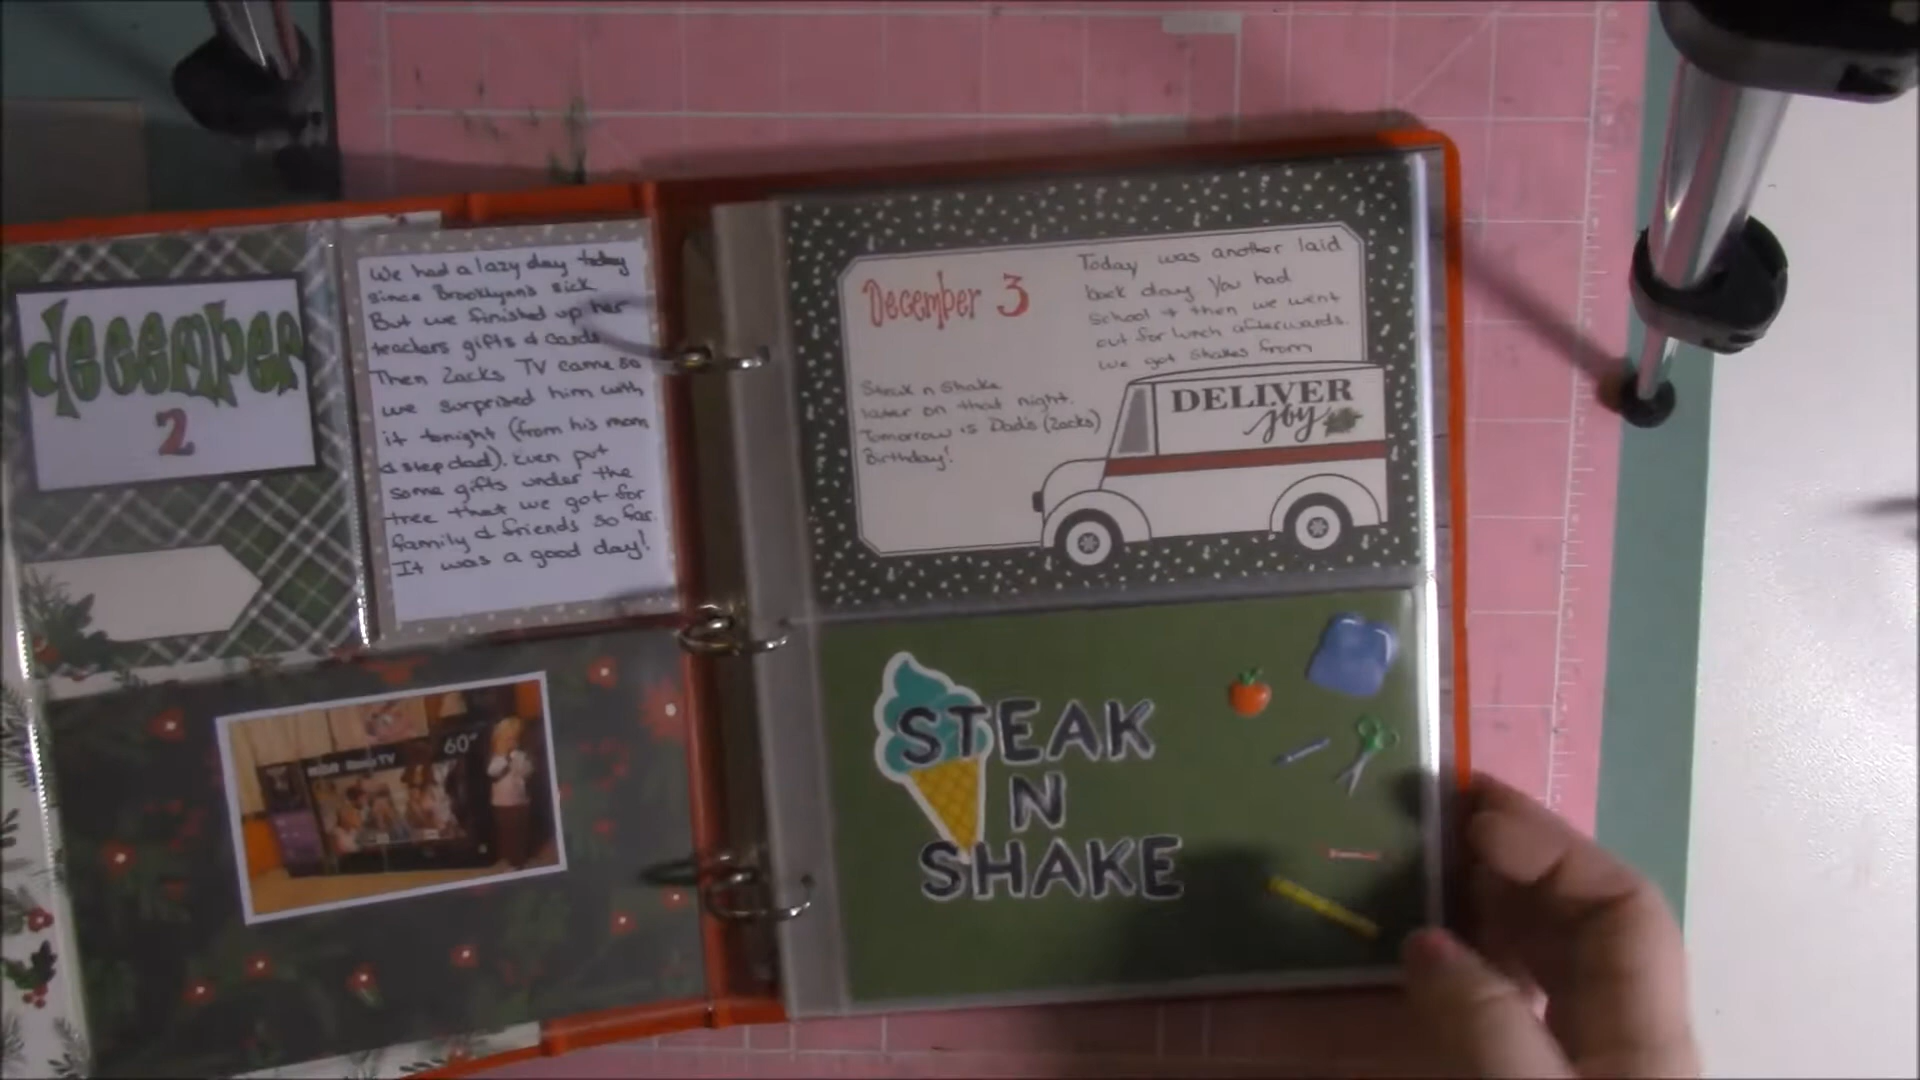 december
2
We had a lazy day today
since Brooklynns sick
But we finished up her
teachers gifts & cards
Then Zacks TV came so
we surprised him with
it tonight (from his mom
& step dad). Even put
some gifts under the
tree that we got for
family & friends so far.
It was a good day!
60"
TV
December 3
Today was another laid
back day. You had
School & then we went
out for lunch afterwards.
We got shakes from
Steak n Shake
later on that night.
Tomorrow is Dad's (Zacks)
Birthday!
DELIVER
joy
STEAK
N
SHAKE